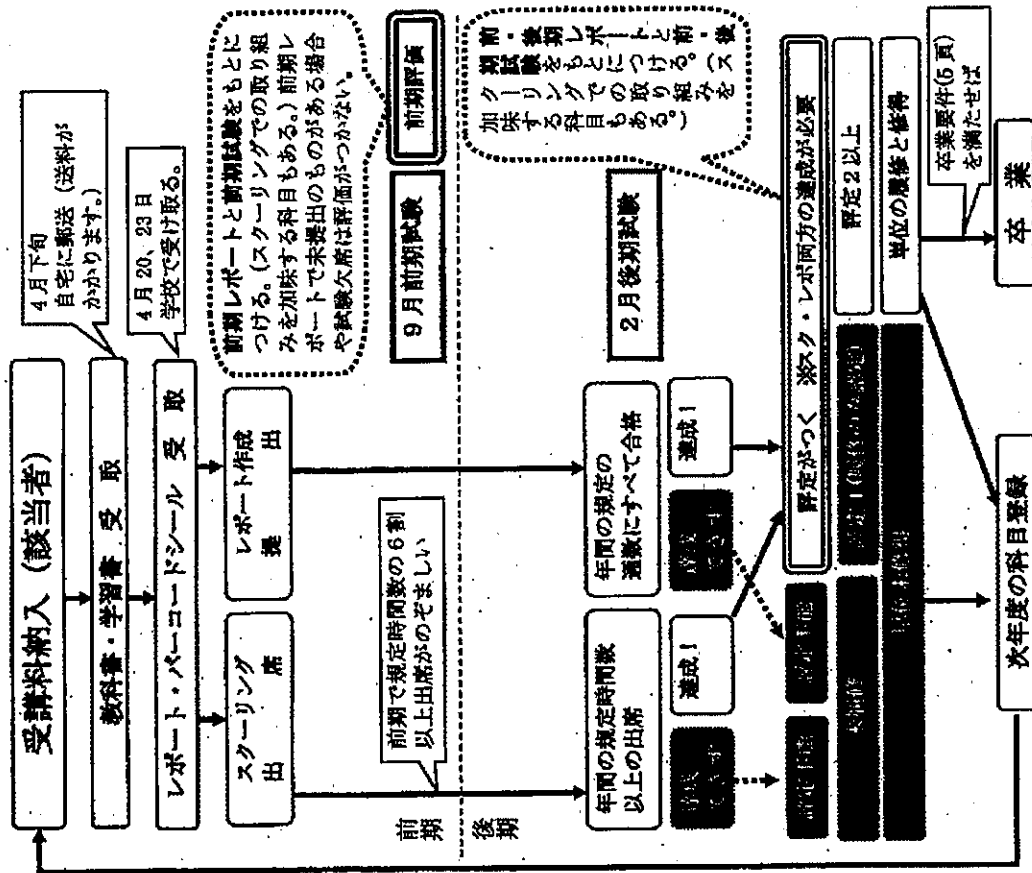 受講料納入（該当者）
4月下旬
自宅に郵送（送料が
かかります。）
教科書・学習書 受 取
4月20、23日
学校で受け取る。
レポート・バーコードシール 受 取
スクーリング
出 席
レポート作成
提 出
前期レポートと前期試験をもとに
つける。（スクーリングでの取り組
みを加味する科目もある。）前期レ
ポートで未提出のものがある場合
や試験欠席は評価がつかない。
前期で規定時間数の6割
以上出席がのぞましい
9月前期試験
前期評価
前期
後期
年間の規定時間数
以上の出席
年間の規定の
通数にすべて合格
2月後期試験
前・後期レポートと前・後
期試験をもとにつける。（ス
クーリングでの取り組みを
加味する科目もある。）
達成！
達成！
評定がつく ※スク・レポ両方の達成が必要
評定2以上
単位の履修と修得
卒業要件(5頁)
を満たせば
次年度の科目登録
卒 業